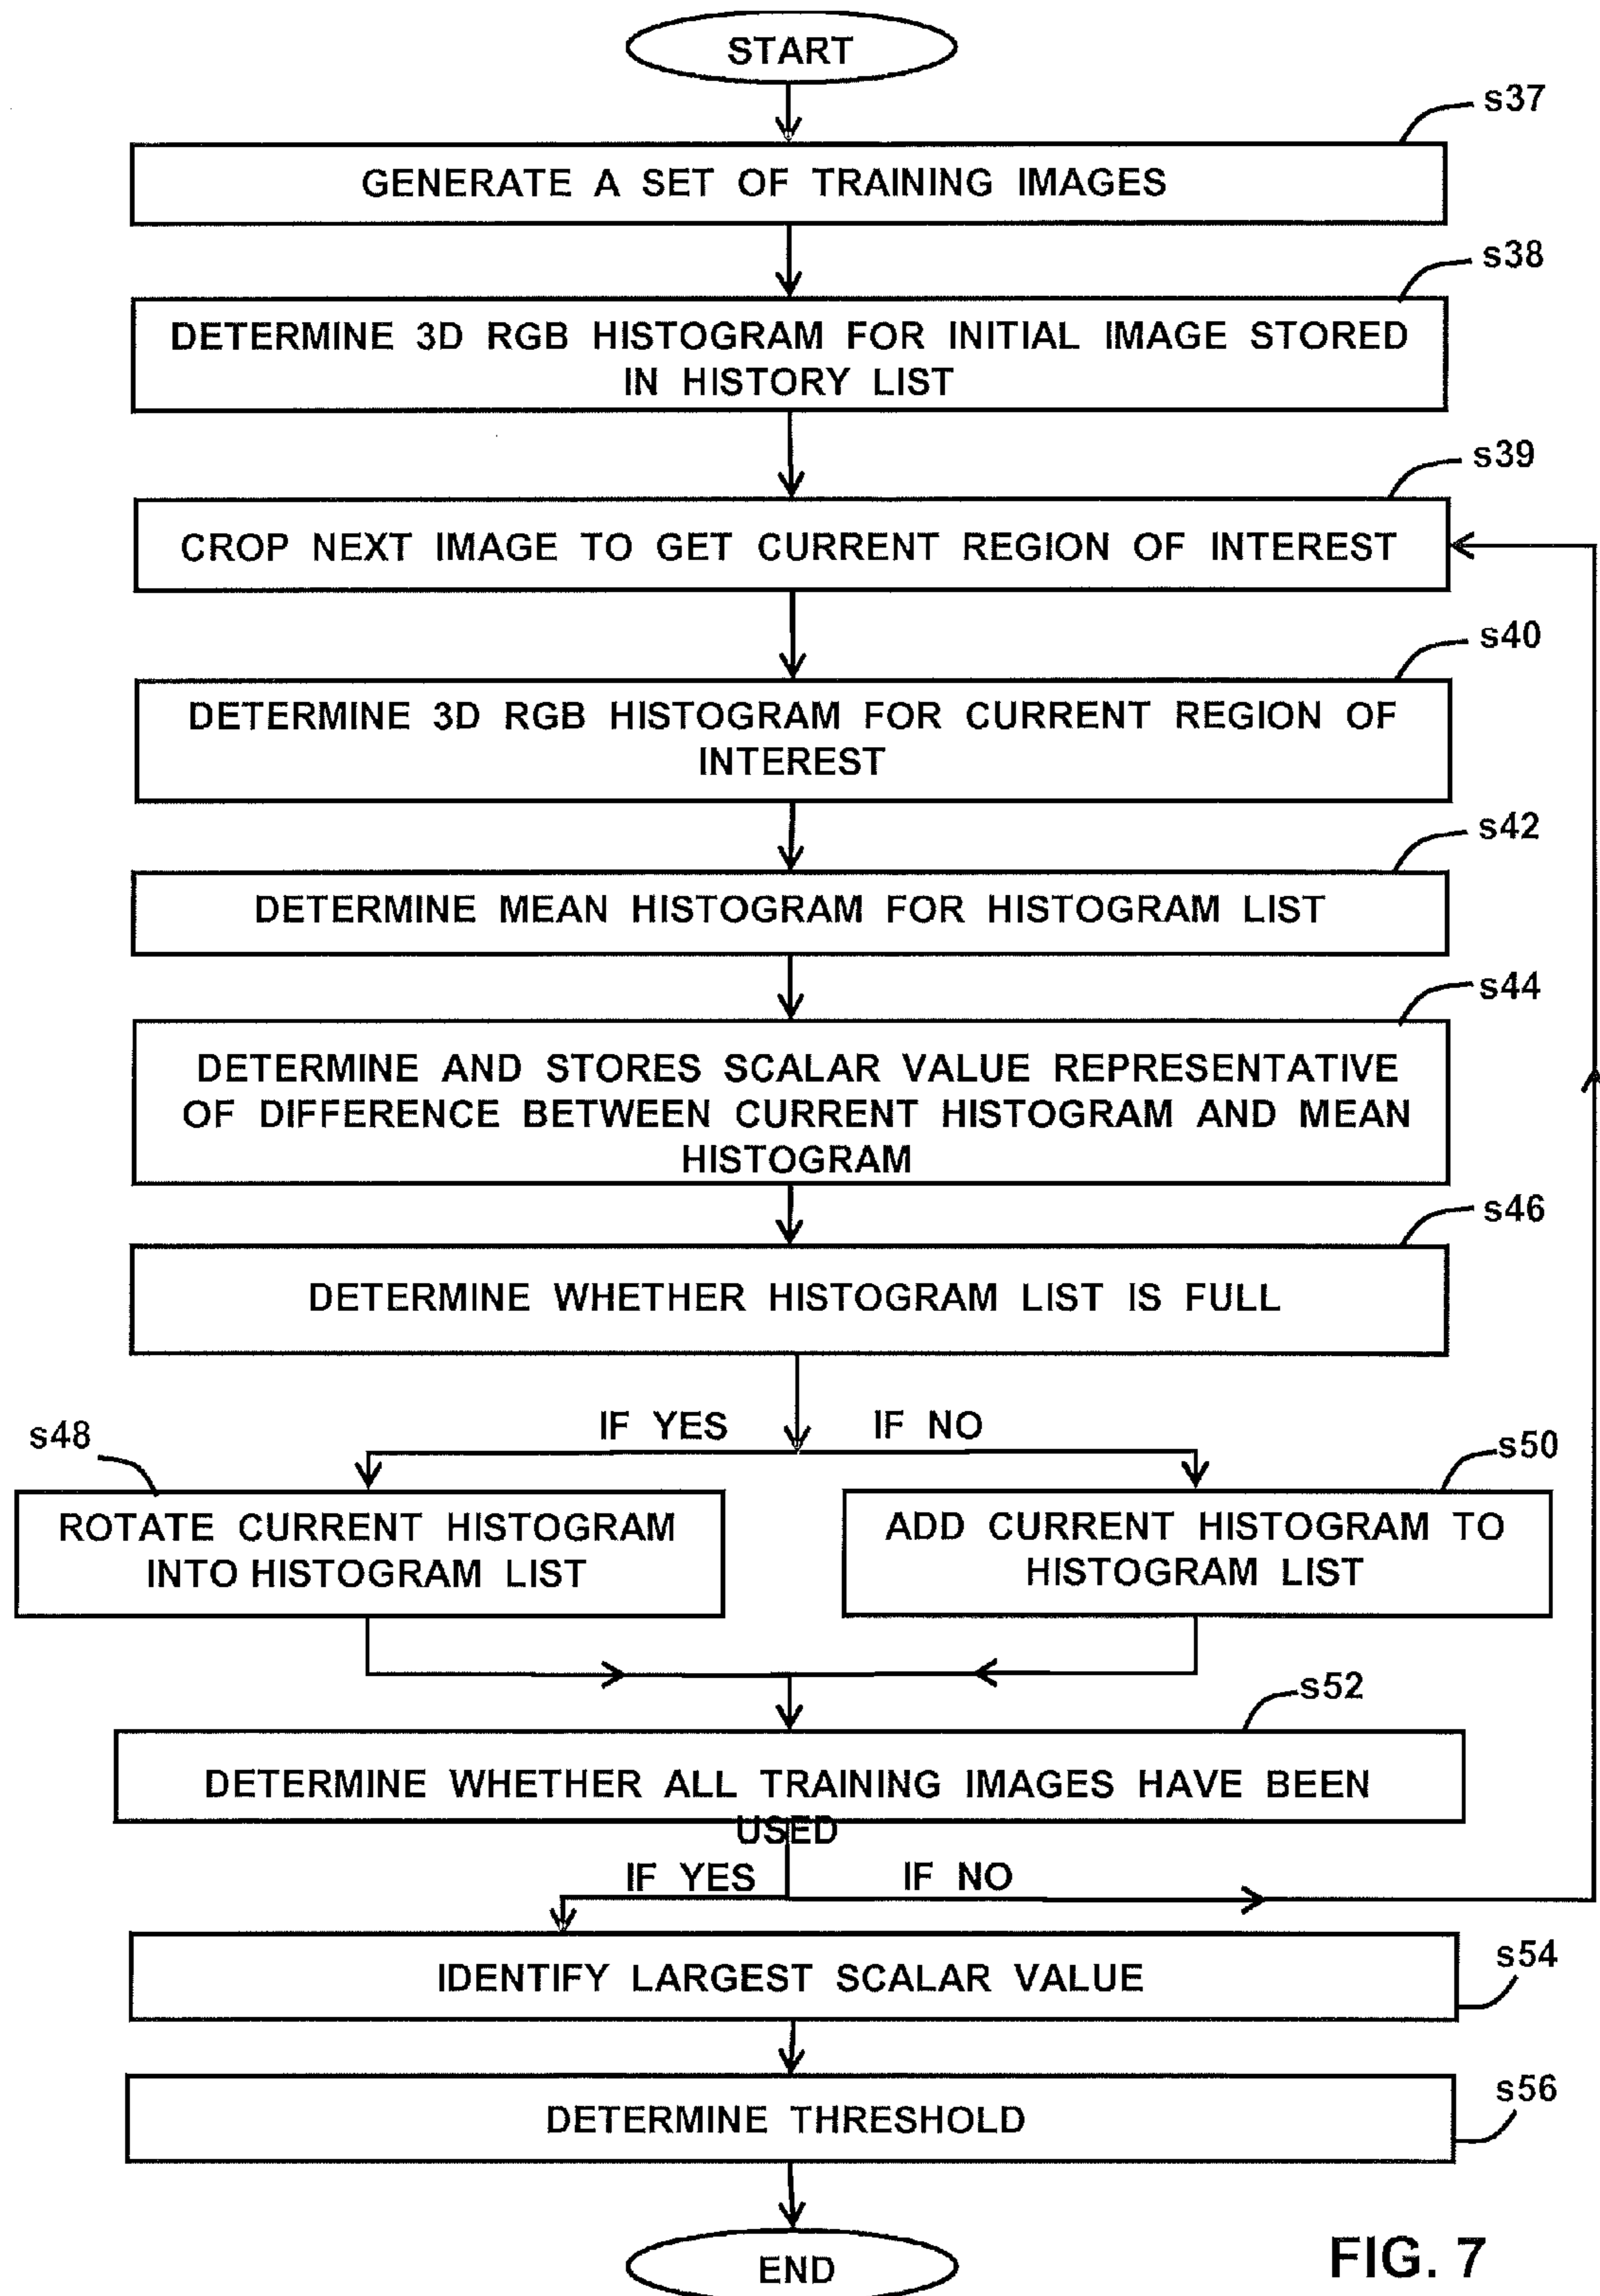 START
s37
GENERATE A SET OF TRAINING IMAGES
s38
DETERMINE 3D RGB HISTOGRAM FOR INITIAL IMAGE STORED
IN HISTORY LIST
s39
CROP NEXT IMAGE TO GET CURRENT REGION OF INTEREST
s40
DETERMINE 3D RGB HISTOGRAM FOR CURRENT REGION OF
INTEREST
s42
DETERMINE MEAN HISTOGRAM FOR HISTOGRAM LIST
s44
DETERMINE AND STORES SCALAR VALUE REPRESENTATIVE
OF DIFFERENCE BETWEEN CURRENT HISTOGRAM AND MEAN
HISTOGRAM
s46
DETERMINE WHETHER HISTOGRAM LIST IS FULL
IF YES
IF NO
s48
s50
ROTATE CURRENT HISTOGRAM
INTO HISTOGRAM LIST
ADD CURRENT HISTOGRAM TO
HISTOGRAM LIST
s52
DETERMINE WHETHER ALL TRAINING IMAGES HAVE BEEN
USED
IF YES
IF NO
IDENTIFY LARGEST SCALAR VALUE
s54
DETERMINE THRESHOLD
s56
END
FIG. 7